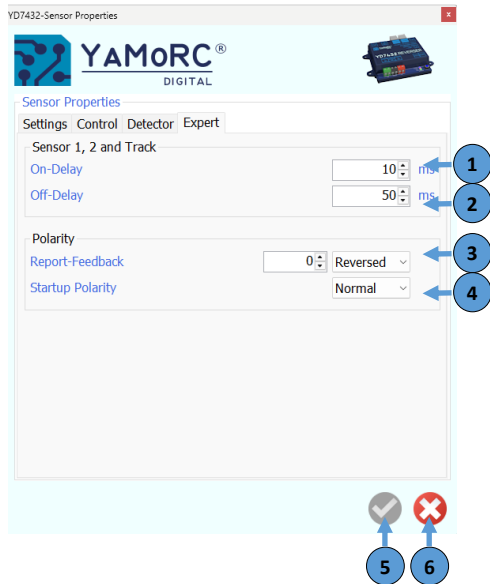 YD7432-Sensor Properties
x
YAMORC®
DIGITAL
YD7432 REVERSER
Sensor Properties
Settings Control Detector Expert
Sensor 1, 2 and Track
On-Delay 10 ms 1
Off-Delay 50 ms 2
Polarity
Report-Feedback 0 Reversed 3
Startup Polarity Normal 4
5 6